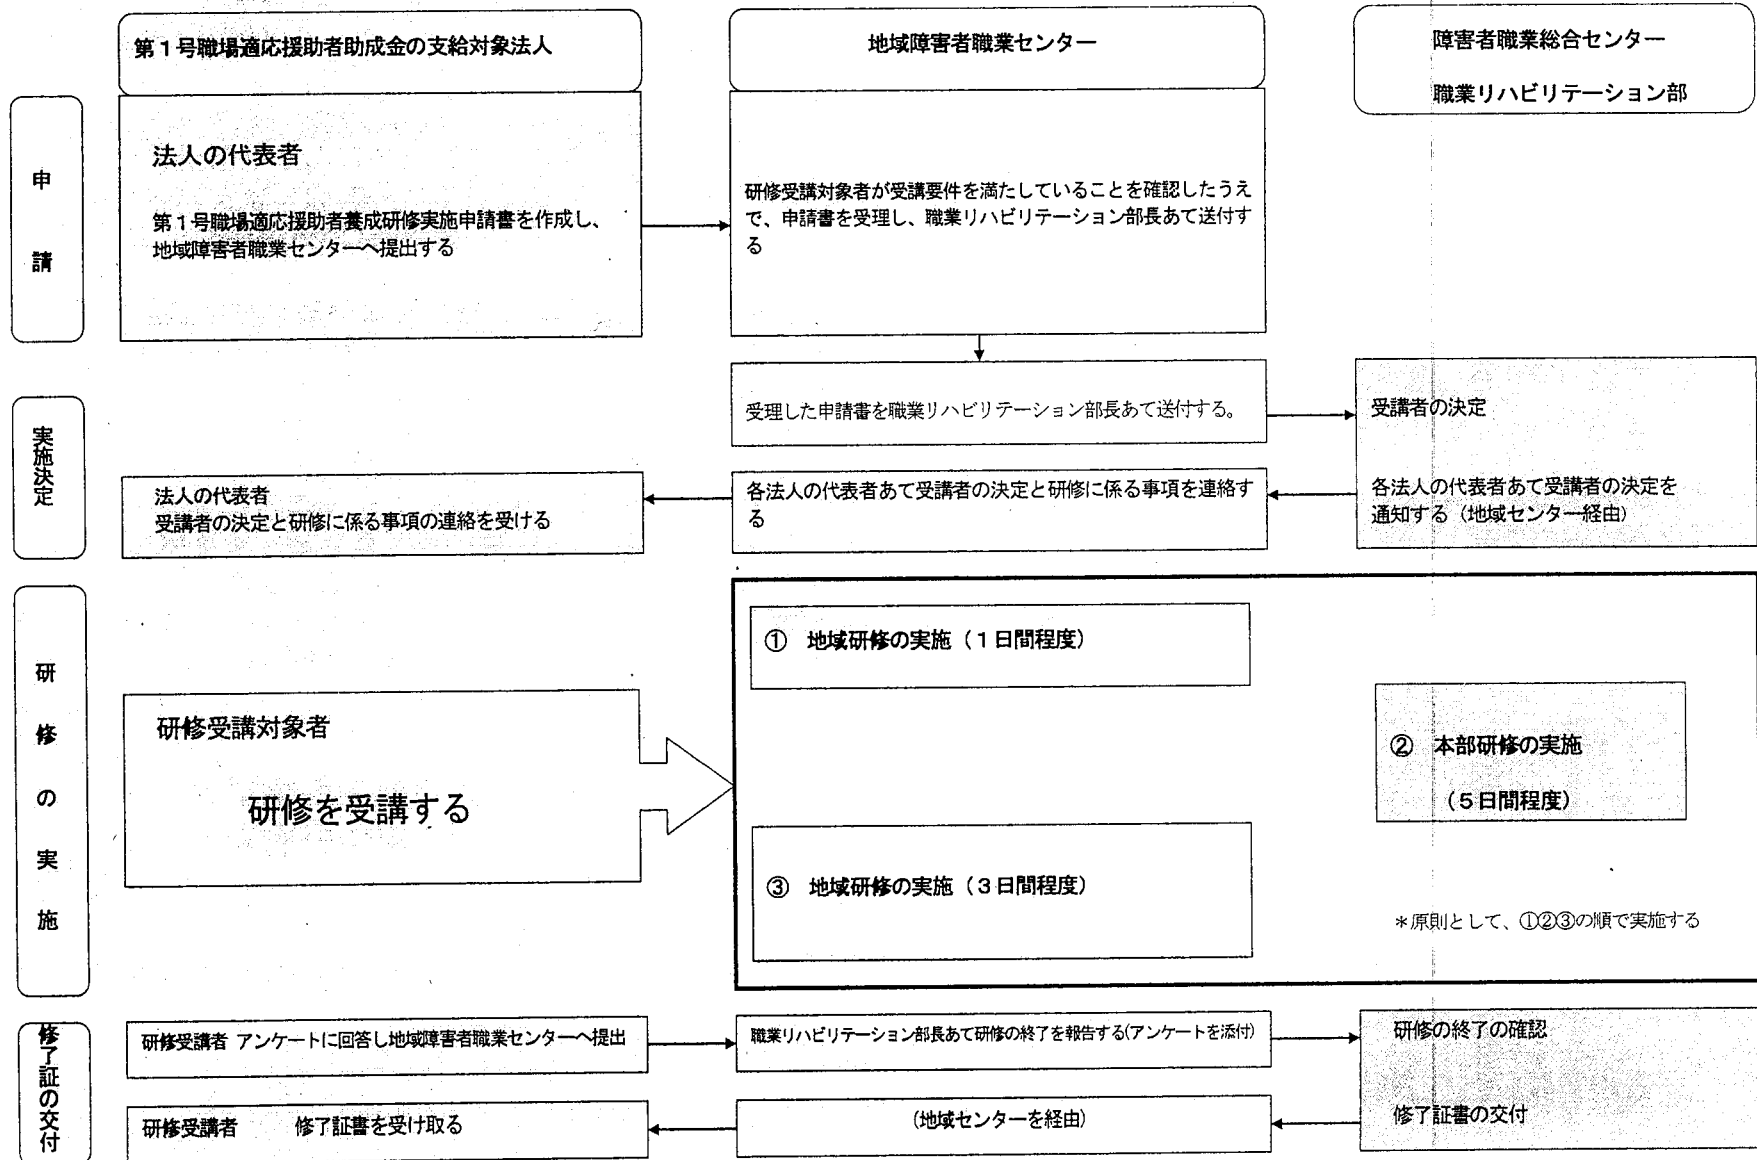 第1号職場適応援助者助成金の支給対象法人
地域障害者職業センター
障害者職業総合センター
職業リハビリテーション部
申請
法人の代表者
第1号職場適応援助者養成研修実施申請書を作成し、
地域障害者職業センターへ提出する
研修受講対象者が受講要件を満たしていることを確認したうえ
で、申請書を受理し、職業リハビリテーション部長あて送付す
る
実施決定
受理した申請書を職業リハビリテーション部長あて送付する。
受講者の決定
法人の代表者
受講者の決定と研修に係る事項の連絡を受ける
各法人の代表者あて受講者の決定と研修に係る事項を連絡す
る
各法人の代表者あて受講者の決定を
通知する（地域センター経由）
研修の実施
研修受講対象者
研修を受講する
① 地域研修の実施（1日間程度）
② 本部研修の実施
（5日間程度）
③ 地域研修の実施（3日間程度）
＊原則として、①②③の順で実施する
修了証の交付
研修受講者 アンケートに回答し地域障害者職業センターへ提出
職業リハビリテーション部長あて研修の終了を報告する(アンケートを添付)
研修の終了の確認
研修受講者 修了証書を受け取る
(地域センターを経由)
修了証書の交付